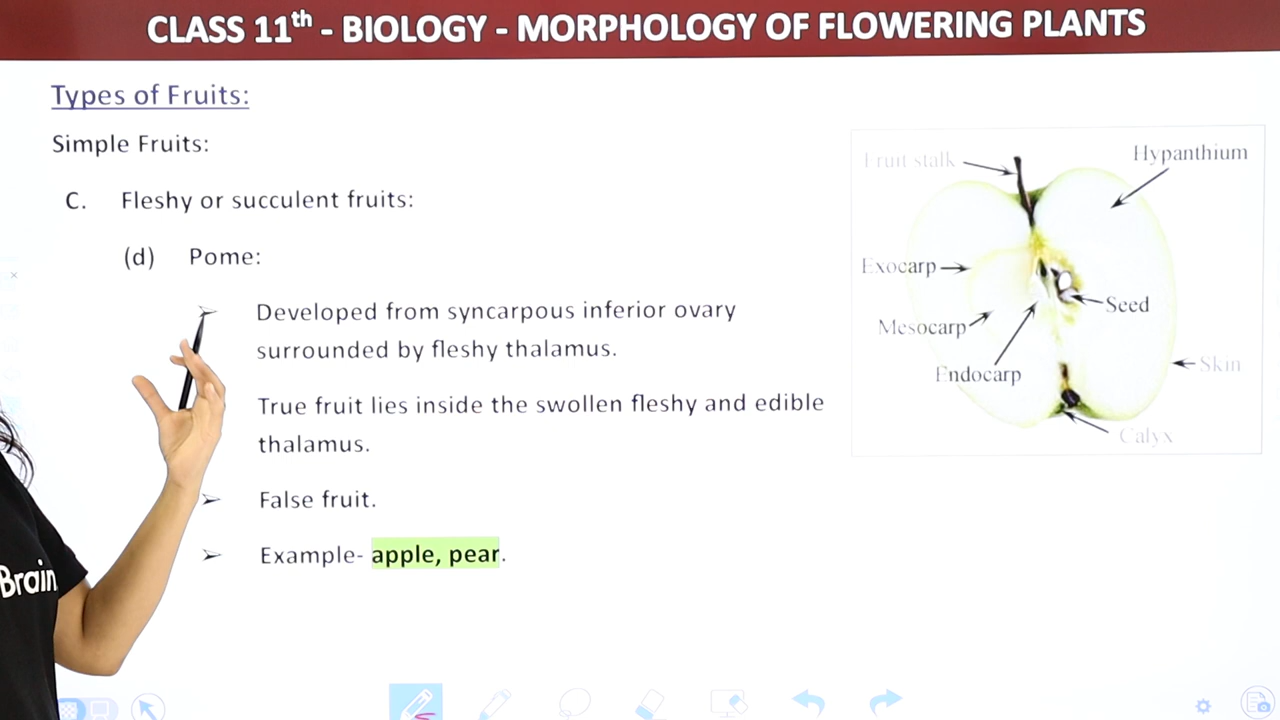 CLASS 11th - BIOLOGY - MORPHOLOGY OF FLOWERING PLANTS
Types of Fruits:
Simple Fruits:
C. Fleshy or succulent fruits:
(d) Pome:
➢ Developed from syncarpous inferior ovary
surrounded by fleshy thalamus.
True fruit lies inside the swollen fleshy and edible
thalamus.
➢ False fruit.
➢ Example- apple, pear.
Fruit stalk
Hypanthium
Exocarp
Seed
Mesocarp
Endocarp
Skin
Calyx
Brain